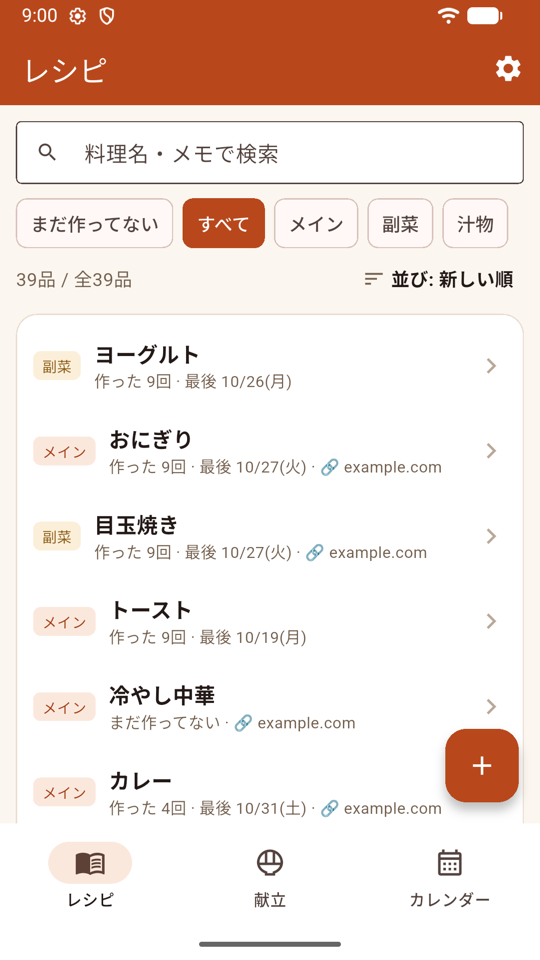 9:00
レシピ
料理名・メモで検索
まだ作ってない すべて メイン 副菜 汁物
39品 / 全39品 並び: 新しい順
副菜 ヨーグルト
作った 9回 · 最後 10/26(月)
メイン おにぎり
作った 9回 · 最後 10/27(火) · 🔗 example.com
副菜 目玉焼き
作った 9回 · 最後 10/27(火) · 🔗 example.com
メイン トースト
作った 9回 · 最後 10/19(月)
メイン 冷やし中華
まだ作ってない · 🔗 example.com
メイン カレー
作った 4回 · 最後 10/31(土) · 🔗 example.com
レシピ 献立 カレンダー